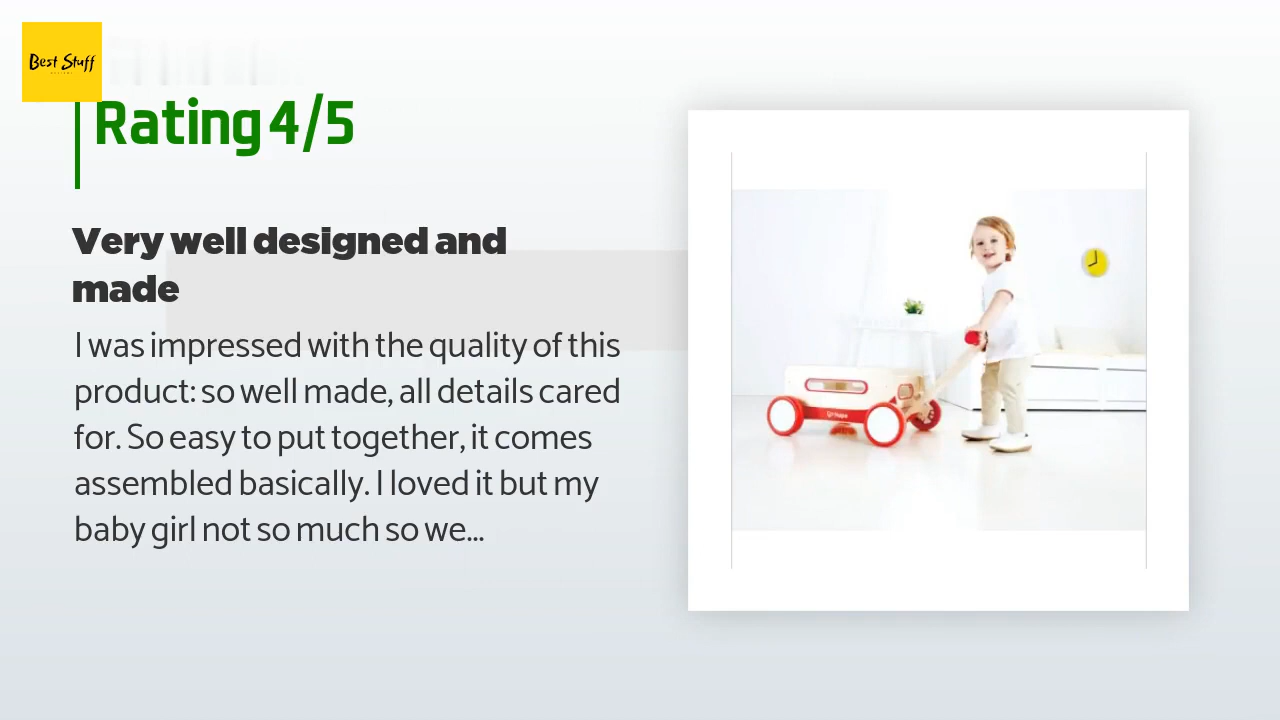 Best Stuff
Rating 4/5
Very well designed and
made
I was impressed with the quality of this
product: so well made, all details cared
for. So easy to put together, it comes
assembled basically. I loved it but my
baby girl not so much so we...
Hape